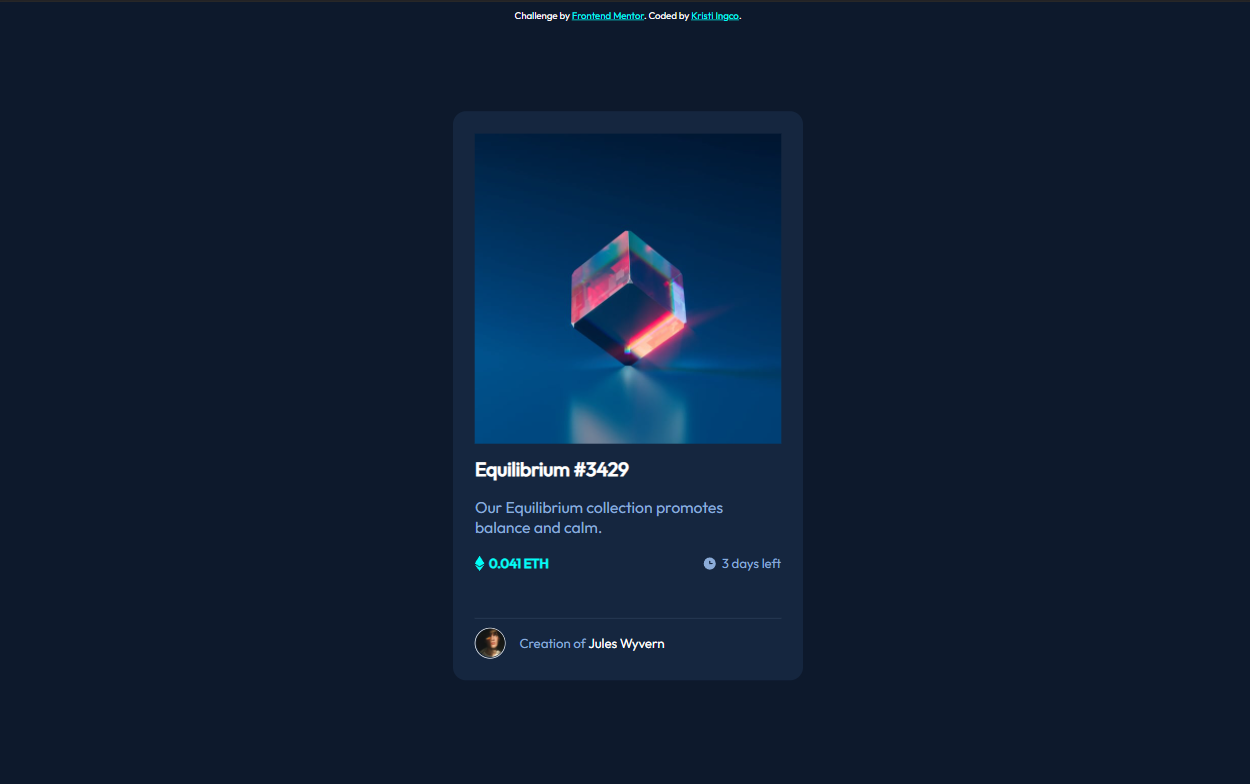 Challenge by Frontend Mentor. Coded by Kristi Ingco.
Equilibrium #3429
Our Equilibrium collection promotes
balance and calm.
0.041 ETH 3 days left
Creation of Jules Wyvern